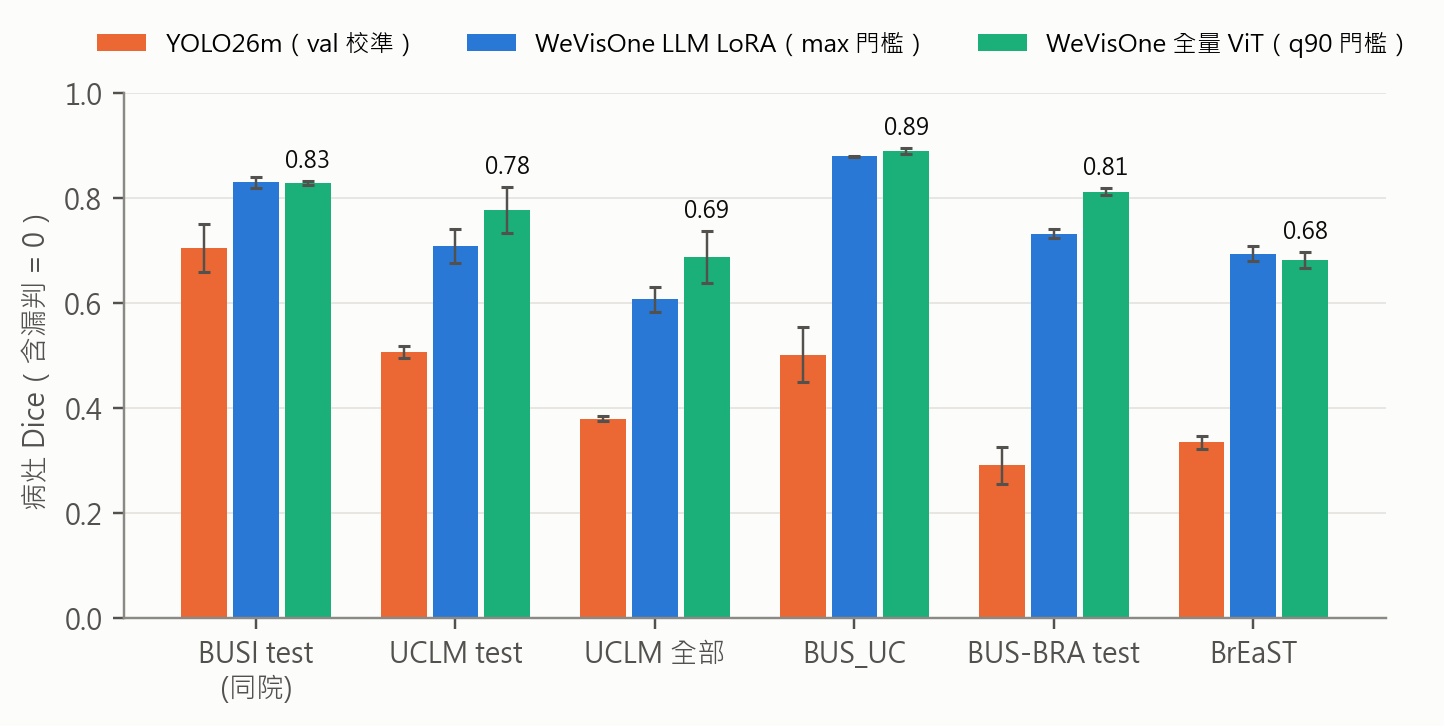 YOLO26m（val 校準）
WeVisOne LLM LoRA（max 門檻）
WeVisOne 全量 ViT（q90 門檻）
病灶 Dice（含漏判 = 0）
1.0
0.8
0.6
0.4
0.2
0.0
0.83
0.78
0.69
0.89
0.81
0.68
BUSI test
(同院)
UCLM test
UCLM 全部
BUS_UC
BUS-BRA test
BrEaST